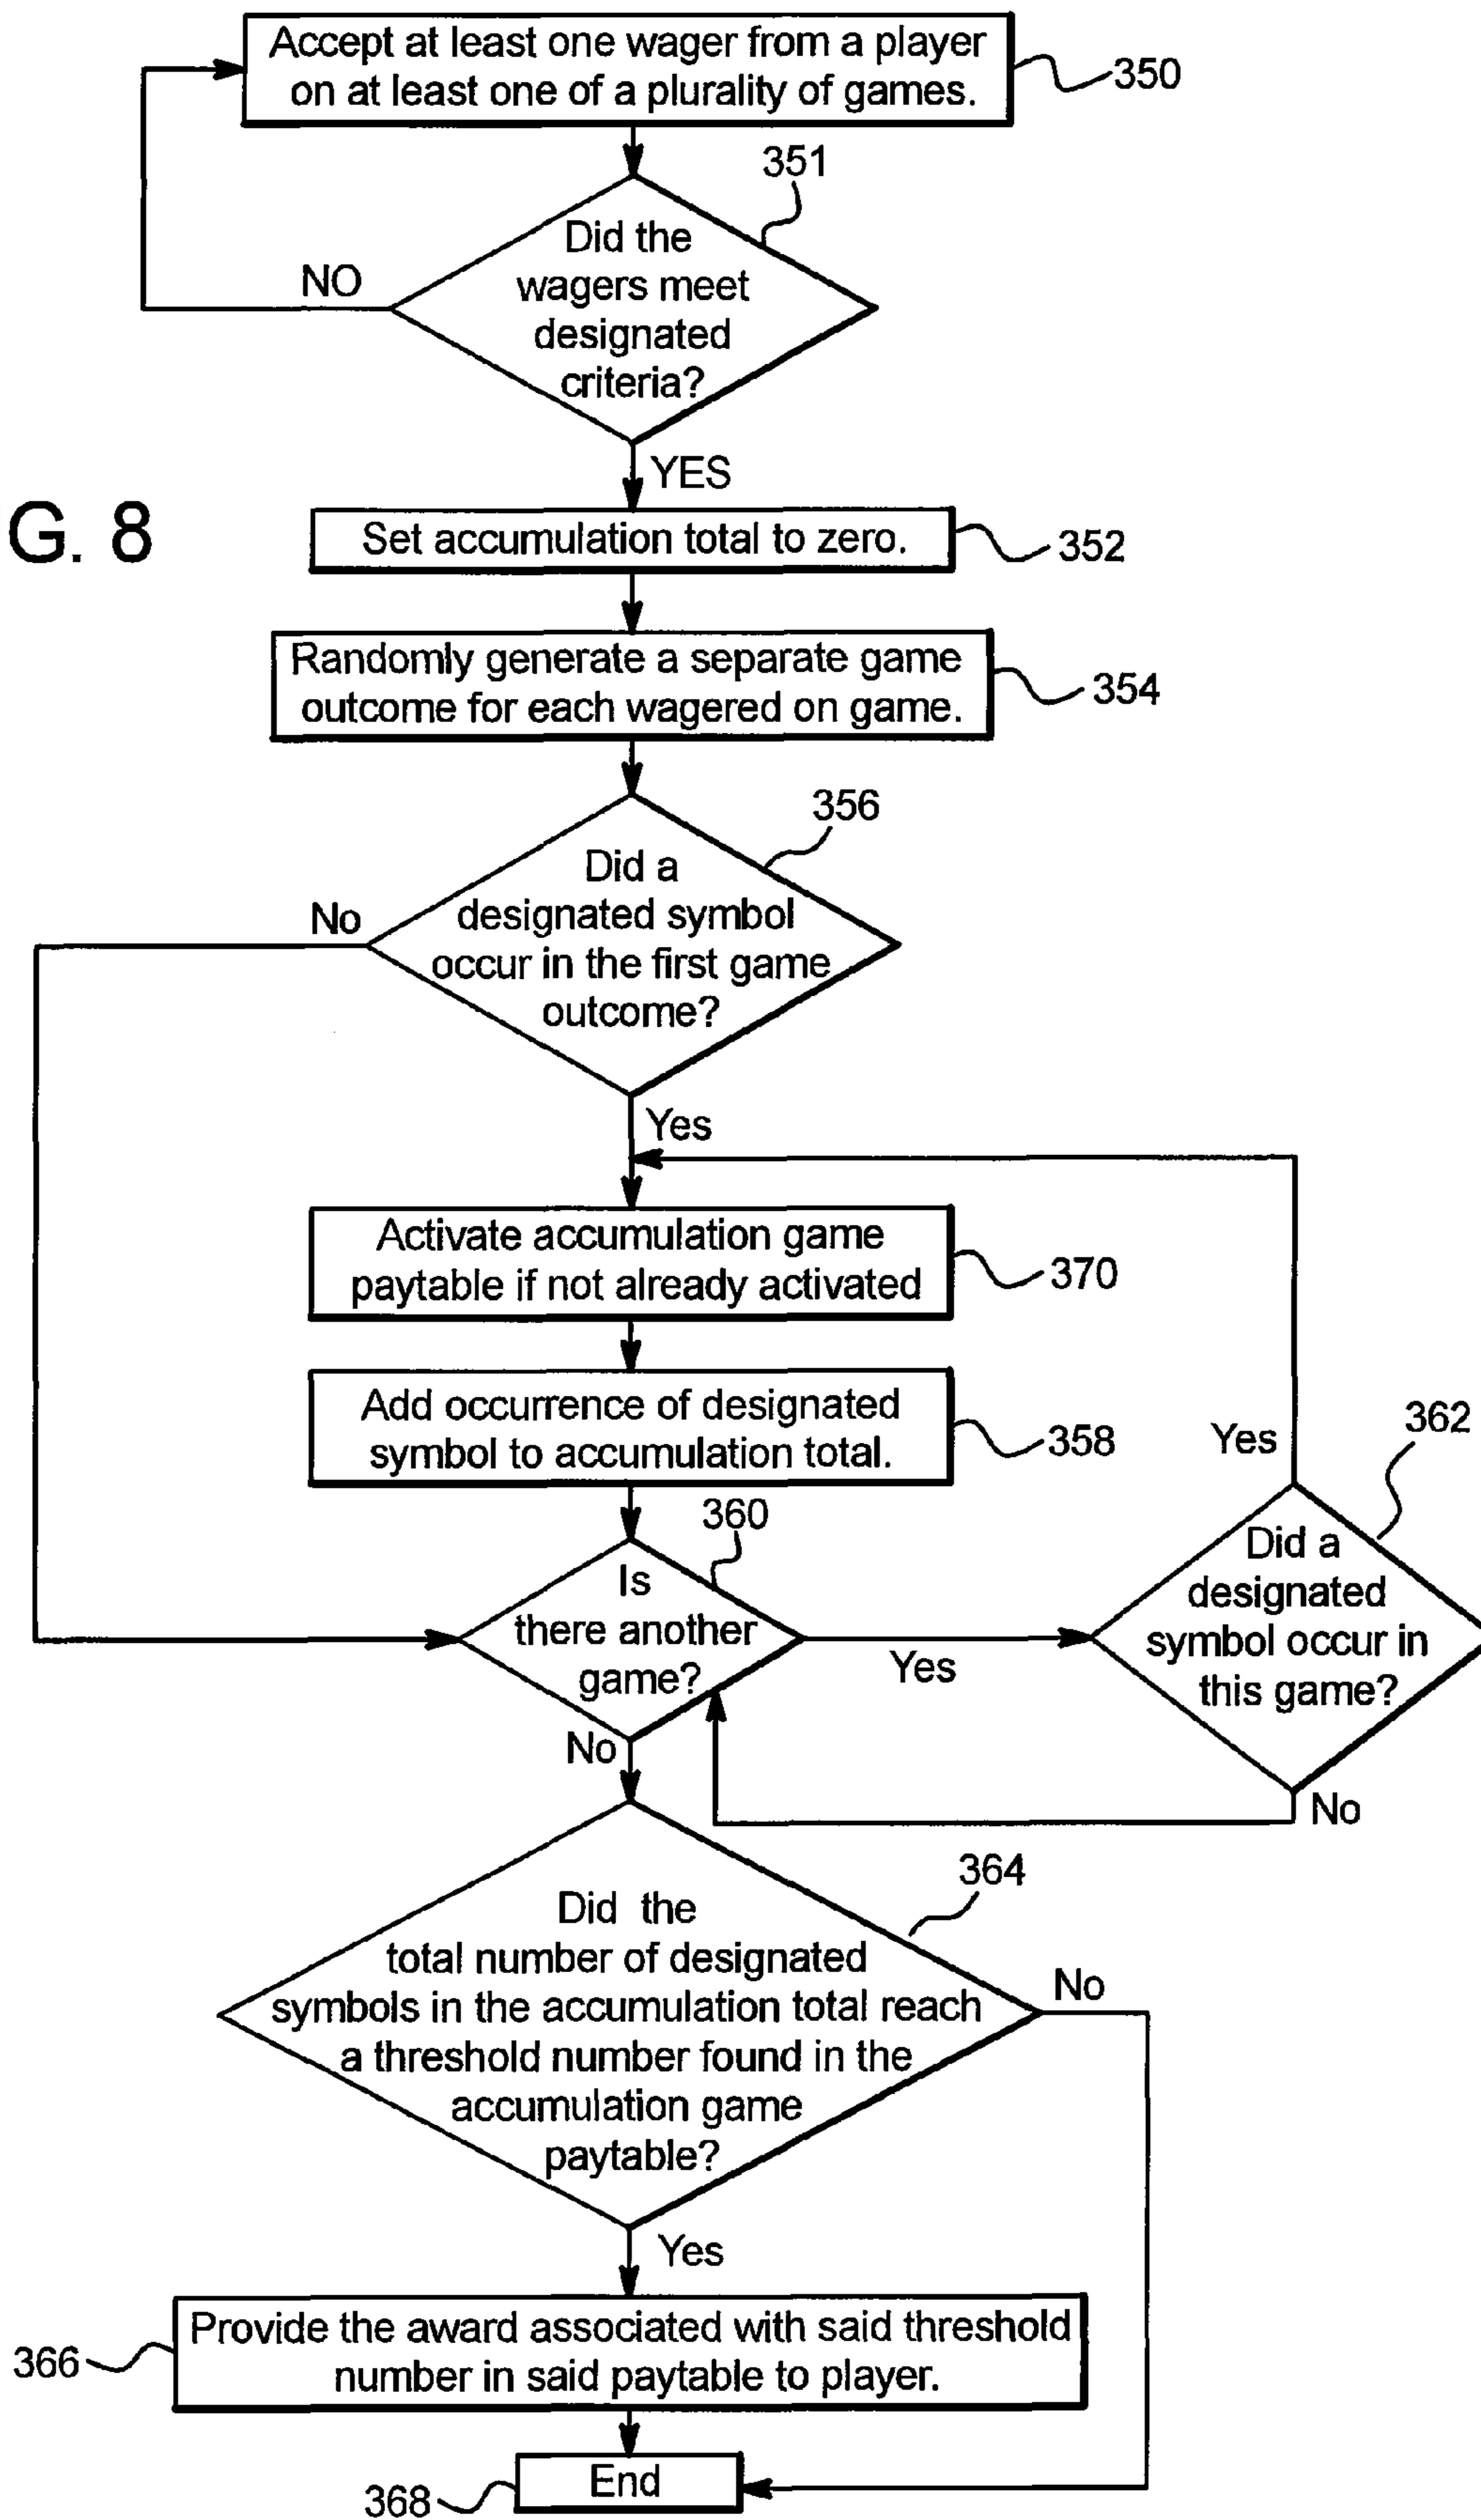 Accept at least one wager from a player
on at least one of a plurality of games.
350
351
Did the
wagers meet
designated
criteria?
NO
YES
G. 8
Set accumulation total to zero.
352
Randomly generate a separate game
outcome for each wagered on game.
354
356
Did a
designated symbol
occur in the first game
outcome?
No
Yes
Activate accumulation game
paytable if not already activated
370
Add occurrence of designated
symbol to accumulation total.
358
360
Is
there another
game?
Yes
362
Did a
designated
symbol occur in
this game?
Yes
No
No
364
Did the
total number of designated
symbols in the accumulation total reach
a threshold number found in the
accumulation game
paytable?
No
Yes
Provide the award associated with said threshold
number in said paytable to player.
366
End
368